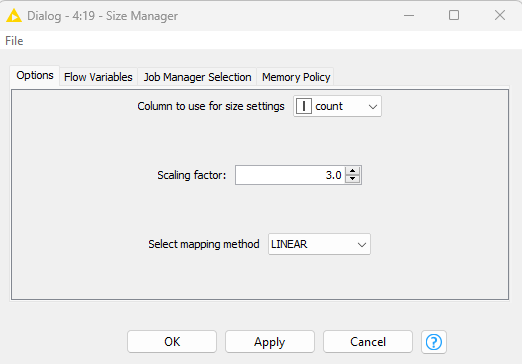 Dialog - 4:19 - Size Manager
File
Options Flow Variables Job Manager Selection Memory Policy
Column to use for size settings I count
Scaling factor: 3.0
Select mapping method LINEAR
OK Apply Cancel ?